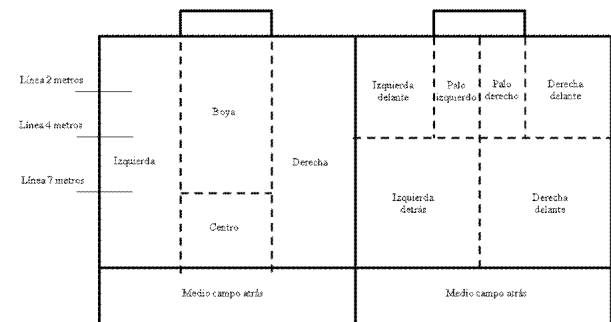 Línea 2 metros
Línea 4 metros
Línea 7 metros
Izquierda
Boya
Centro
Derecha
Medio campo atrás
Izquierda
delante
Palo
izquierdo
Palo
derecho
Derecha
delante
Izquierda
detrás
Derecha
delante
Medio campo atrás